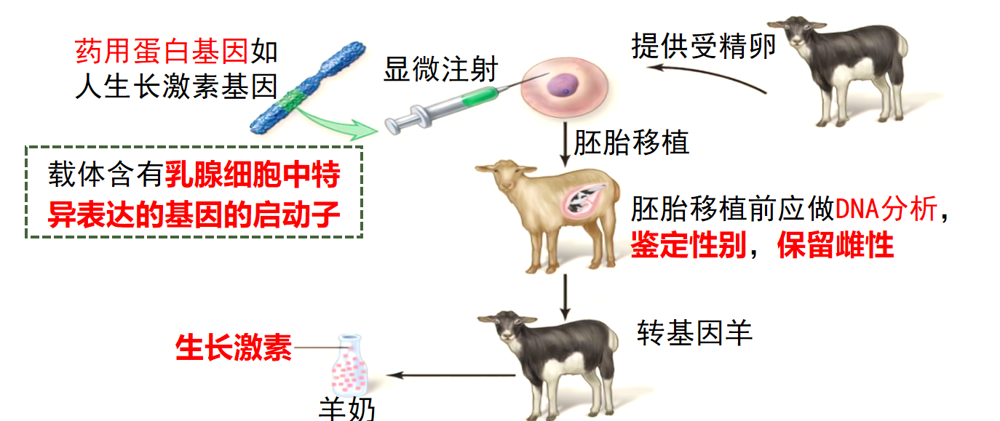 药用蛋白基因如
人生长激素基因
显微注射
提供受精卵
载体含有乳腺细胞中特
异表达的基因的启动子
胚胎移植
胚胎移植前应做DNA分析，
鉴定性别，保留雌性
转基因羊
生长激素
羊奶